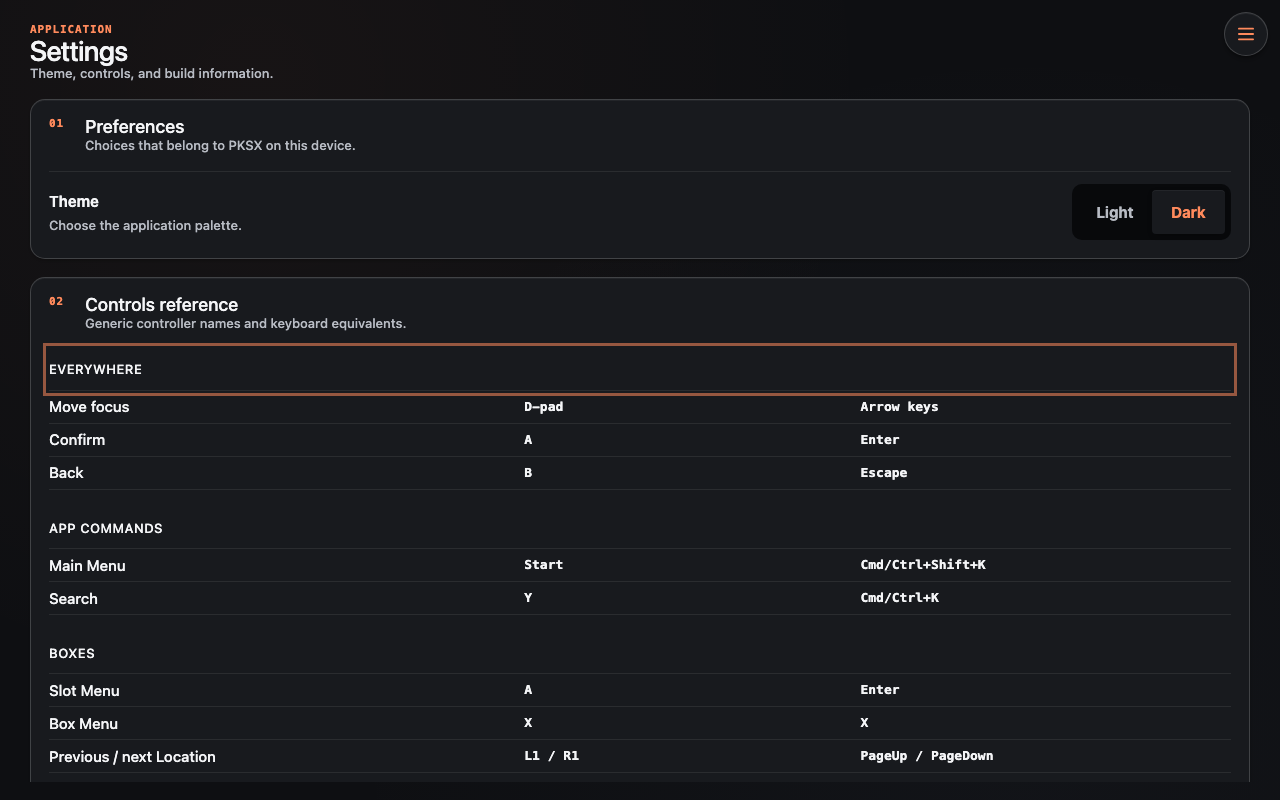 APPLICATION
Settings
Theme, controls, and build information.
01 Preferences
Choices that belong to PKSX on this device.
Theme
Choose the application palette.
Light Dark
02 Controls reference
Generic controller names and keyboard equivalents.
EVERYWHERE
Move focus D-pad Arrow keys
Confirm A Enter
Back B Escape
APP COMMANDS
Main Menu Start Cmd/Ctrl+Shift+K
Search Y Cmd/Ctrl+K
BOXES
Slot Menu A Enter
Box Menu X X
Previous / next Location L1 / R1 PageUp / PageDown